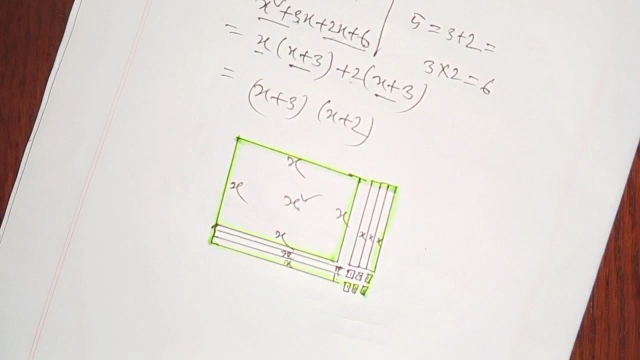 x² + 3x + 2x + 6
5 = 3 + 2 =
= x (x + 3) + 2 (x + 3)
3 × 2 = 6
= (x + 3) (x + 2)
x
x x² x
x
x x x
x
x